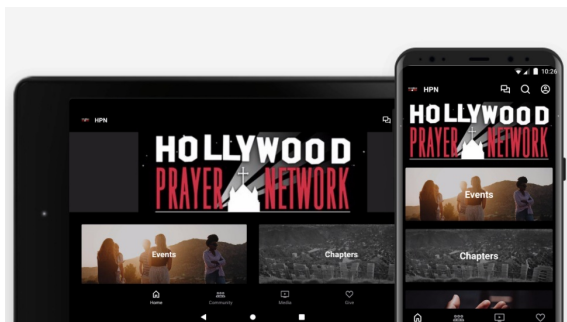 HPN
HOLLYWOOD
PRAYER NETWORK
Events
Chapters
Home
Community
Media
Give
10:26
HPN
HOLLYWOOD
PRAYER NETWORK
Events
Chapters